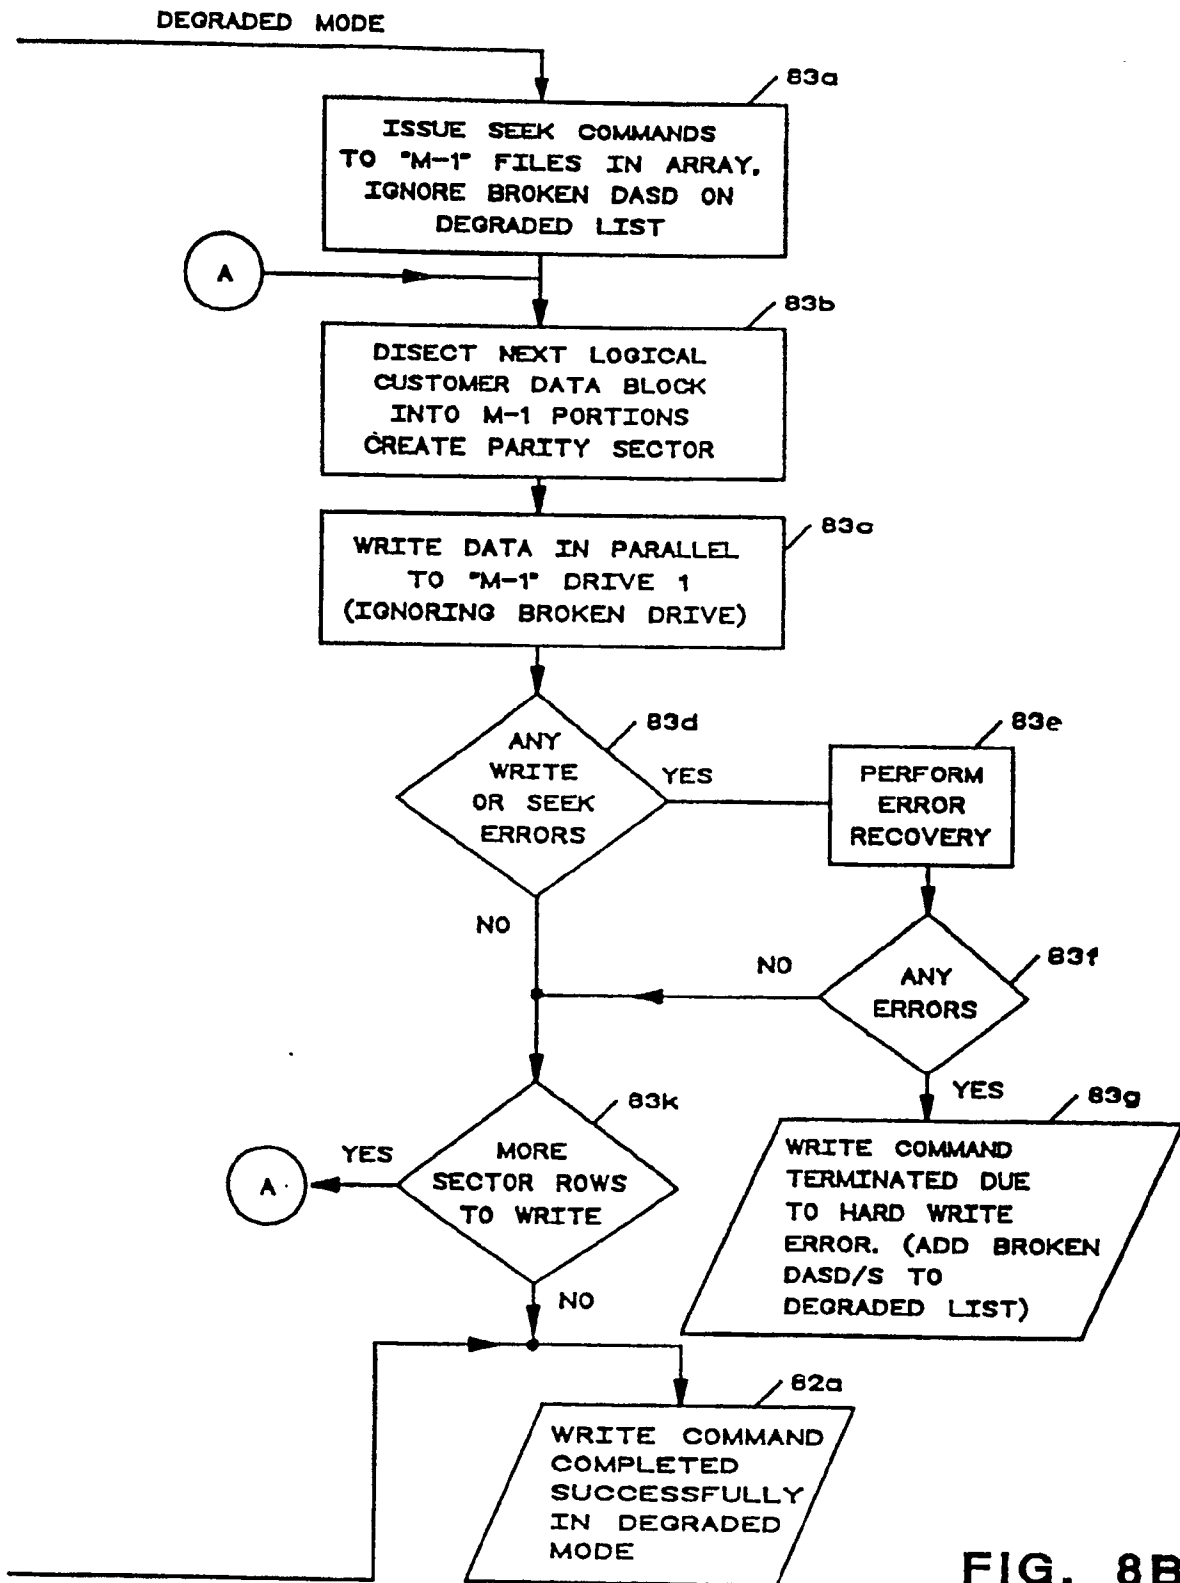 DEGRADED MODE
83a
ISSUE SEEK COMMANDS
TO "M-1" FILES IN ARRAY.
IGNORE BROKEN DASD ON
DEGRADED LIST
A
83b
DISECT NEXT LOGICAL
CUSTOMER DATA BLOCK
INTO M-1 PORTIONS
CREATE PARITY SECTOR
83c
WRITE DATA IN PARALLEL
TO "M-1" DRIVE 1
(IGNORING BROKEN DRIVE)
83d
ANY
WRITE
OR SEEK
ERRORS
YES
83e
PERFORM
ERROR
RECOVERY
NO
NO
83f
ANY
ERRORS
YES
83g
WRITE COMMAND
TERMINATED DUE
TO HARD WRITE
ERROR. (ADD BROKEN
DASD/S TO
DEGRADED LIST)
83k
MORE
SECTOR ROWS
TO WRITE
YES
A
NO
82a
WRITE COMMAND
COMPLETED
SUCCESSFULLY
IN DEGRADED
MODE
FIG. 8B